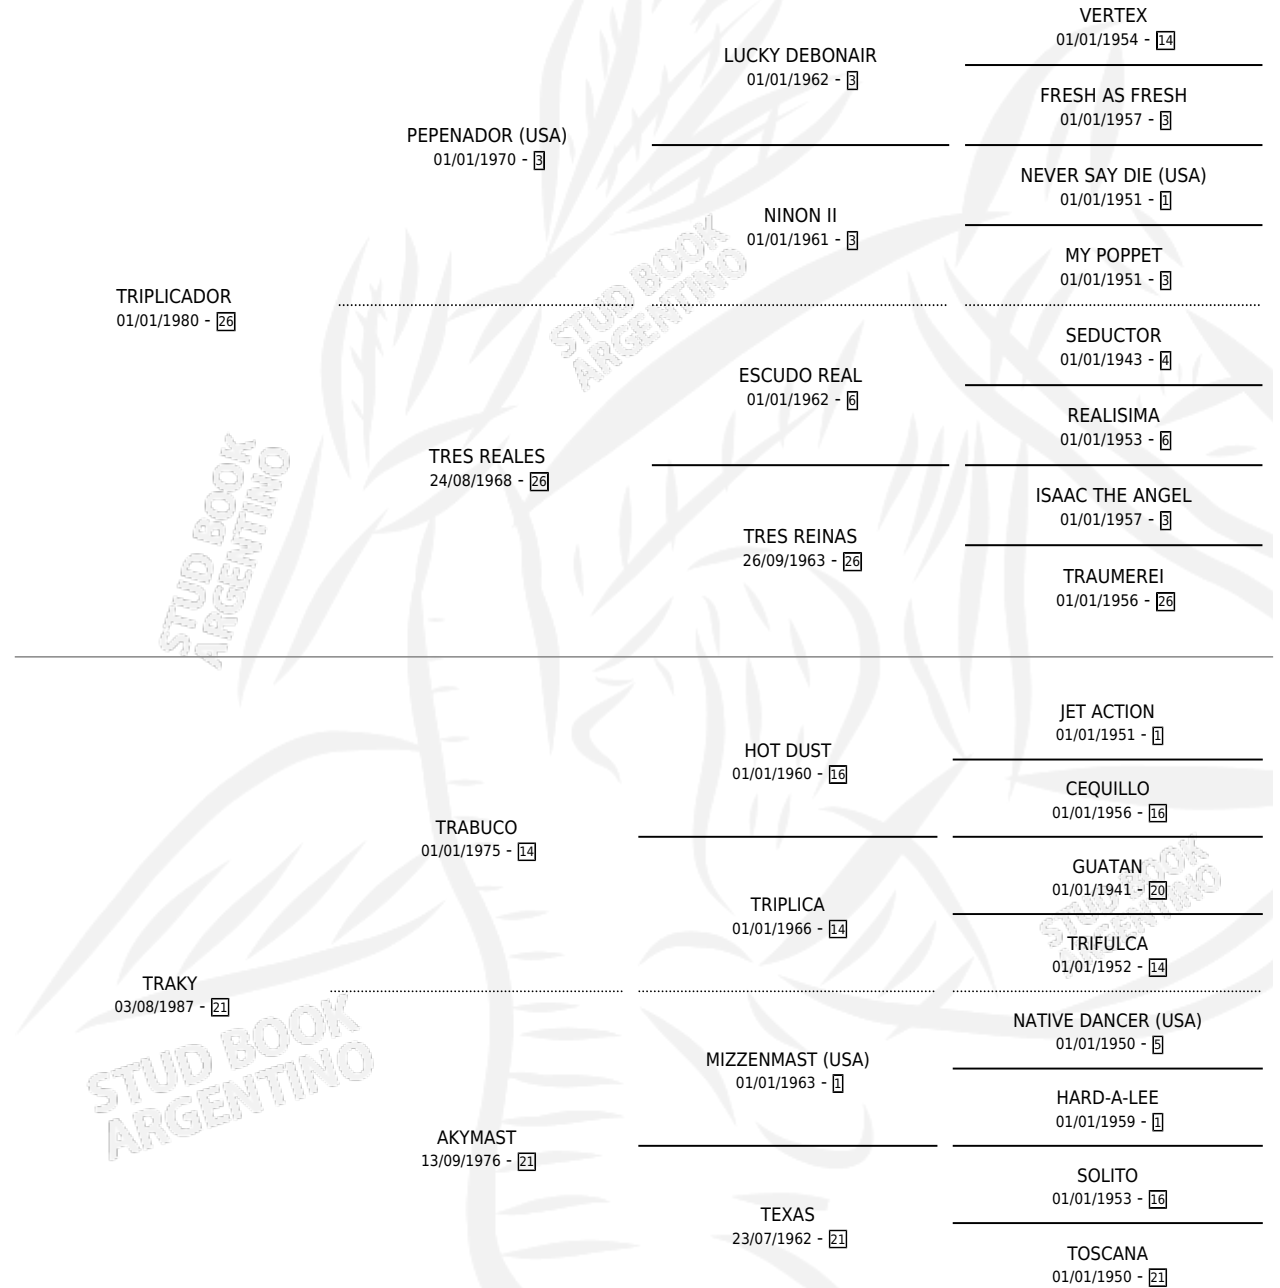 VERTEX
01/01/1954 - 14
LUCKY DEBONAIR
01/01/1962 - 3
FRESH AS FRESH
01/01/1957 - 3
PEPENADOR (USA)
01/01/1970 - 3
NEVER SAY DIE (USA)
01/01/1951 - 1
NINON II
01/01/1961 - 3
MY POPPET
01/01/1951 - 3
TRIPLICADOR
01/01/1980 - 26
SEDUCTOR
01/01/1943 - 4
ESCUDO REAL
01/01/1962 - 6
REALISIMA
01/01/1953 - 6
TRES REALES
24/08/1968 - 26
ISAAC THE ANGEL
01/01/1957 - 3
TRES REINAS
26/09/1963 - 26
TRAUMEREI
01/01/1956 - 26
JET ACTION
01/01/1951 - 1
HOT DUST
01/01/1960 - 16
CEQUILLO
01/01/1956 - 16
TRABUCO
01/01/1975 - 14
GUATAN
01/01/1941 - 20
TRIPLICA
01/01/1966 - 14
TRIFULCA
01/01/1952 - 14
TRAKY
03/08/1987 - 21
NATIVE DANCER (USA)
01/01/1950 - 5
MIZZENMAST (USA)
01/01/1963 - 1
HARD-A-LEE
01/01/1959 - 1
AKYMAST
13/09/1976 - 21
SOLITO
01/01/1953 - 16
TEXAS
23/07/1962 - 21
TOSCANA
01/01/1950 - 21
STUD BOOK
ARGENTINO
STUD BOOK
ARGENTINO
STUD BOOK
ARGENTINO
STUD BOOK
ARGENTINO